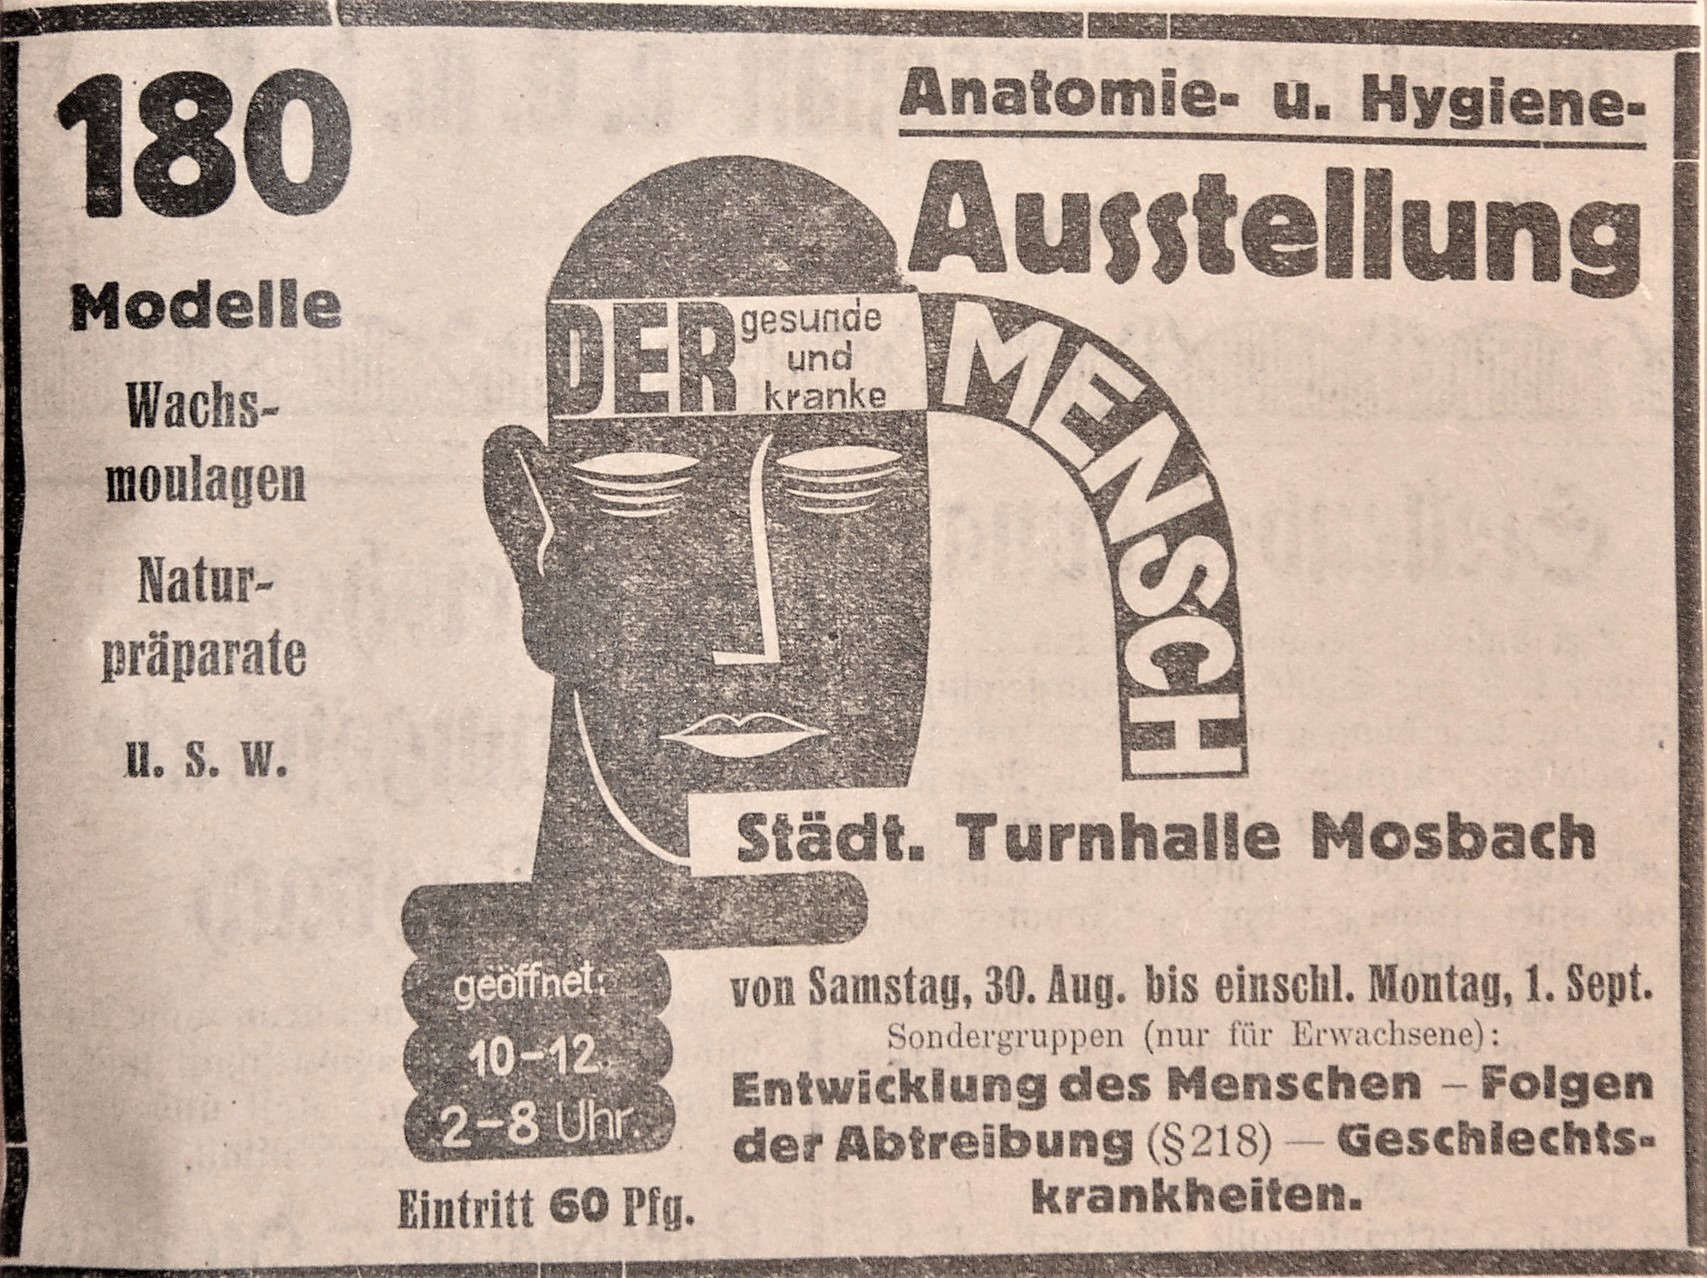 180
Modelle
Wachs-
moulagen
Natur-
präparate
u. s. w.
Anatomie- u. Hygiene-
Ausstellung
DER gesunde
und
kranke
MENSCH
Städt. Turnhalle Mosbach
geöffnet:
10-12
2-8 Uhr.
Eintritt 60 Pfg.
von Samstag, 30. Aug. bis einschl. Montag, 1. Sept.
Sondergruppen (nur für Erwachsene):
Entwicklung des Menschen – Folgen
der Abtreibung (§ 218) — Geschlechts-
krankheiten.